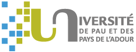 UNIVERSITÉ
DE PAU ET DES
PAYS DE L'ADOUR